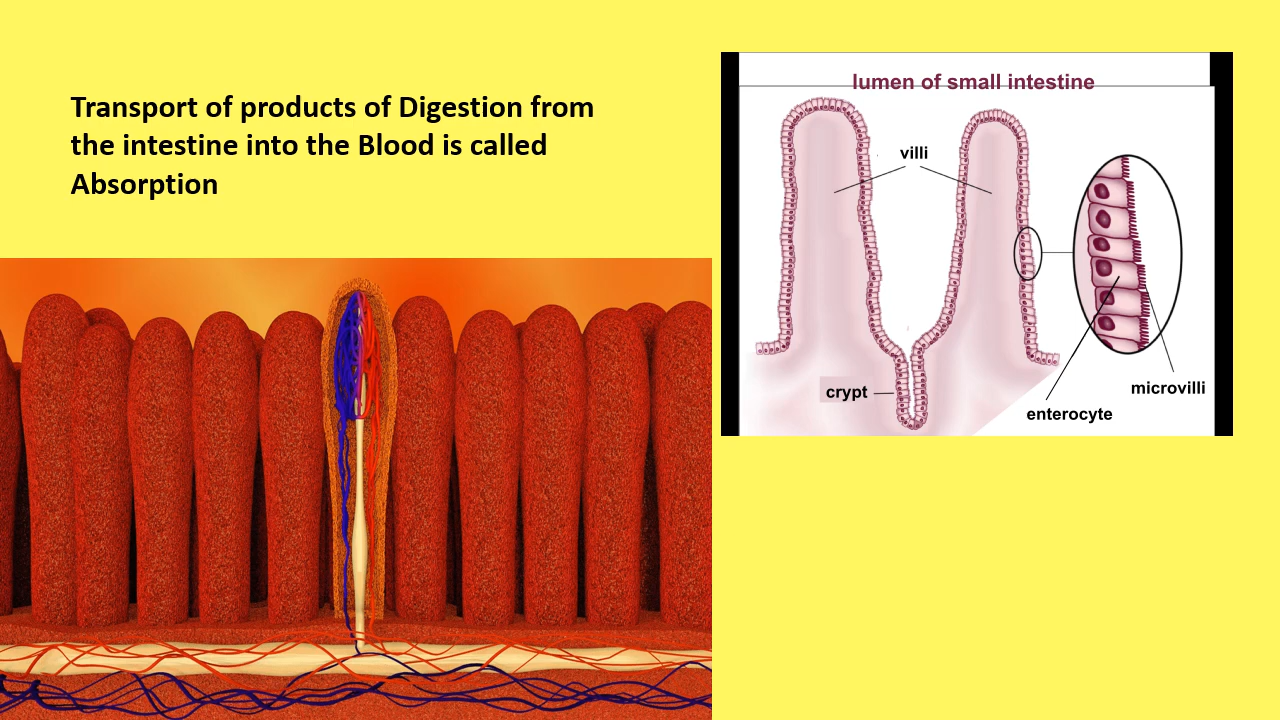 Transport of products of Digestion from
the intestine into the Blood is called
Absorption
lumen of small intestine
villi
crypt
microvilli
enterocyte